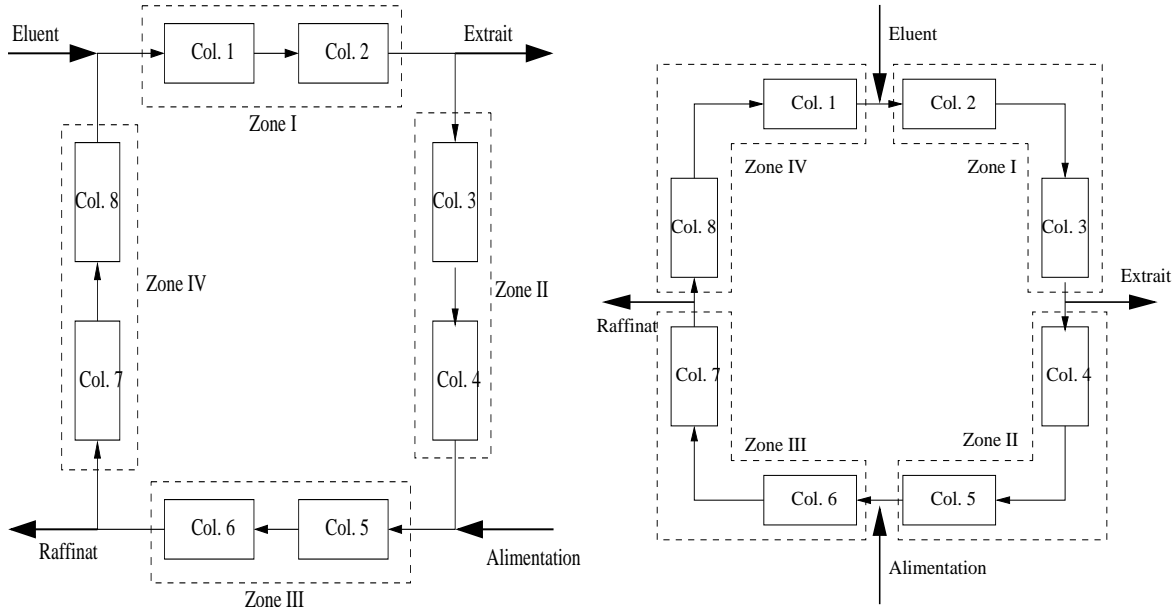 Eluent
Col. 1
Col. 2
Extrait
Zone I
Col. 8
Col. 3
Zone IV
Zone II
Col. 7
Col. 4
Col. 6
Col. 5
Raffinat
Alimentation
Zone III
Eluent
Col. 1
Col. 2
Zone IV
Zone I
Col. 8
Col. 3
Extrait
Raffinat
Col. 7
Col. 4
Zone III
Zone II
Col. 6
Col. 5
Alimentation